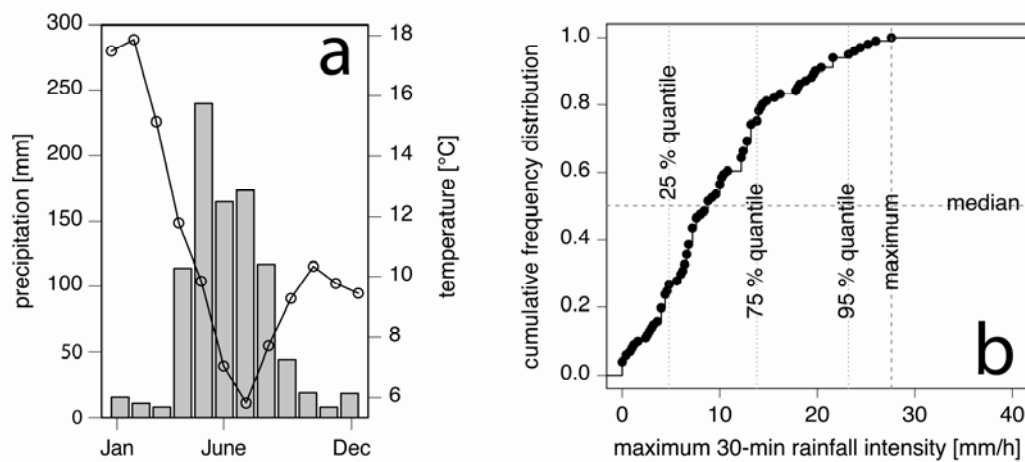 a
300
250
200
150
100
50
0
precipitation [mm]
18
16
14
12
10
8
6
temperature [°C]
Jan
June
Dec
b
1.0
0.8
0.6
0.4
0.2
0.0
cumulative frequency distribution
25 % quantile
75 % quantile
95 % quantile
maximum
median
0
10
20
30
40
maximum 30-min rainfall intensity [mm/h]